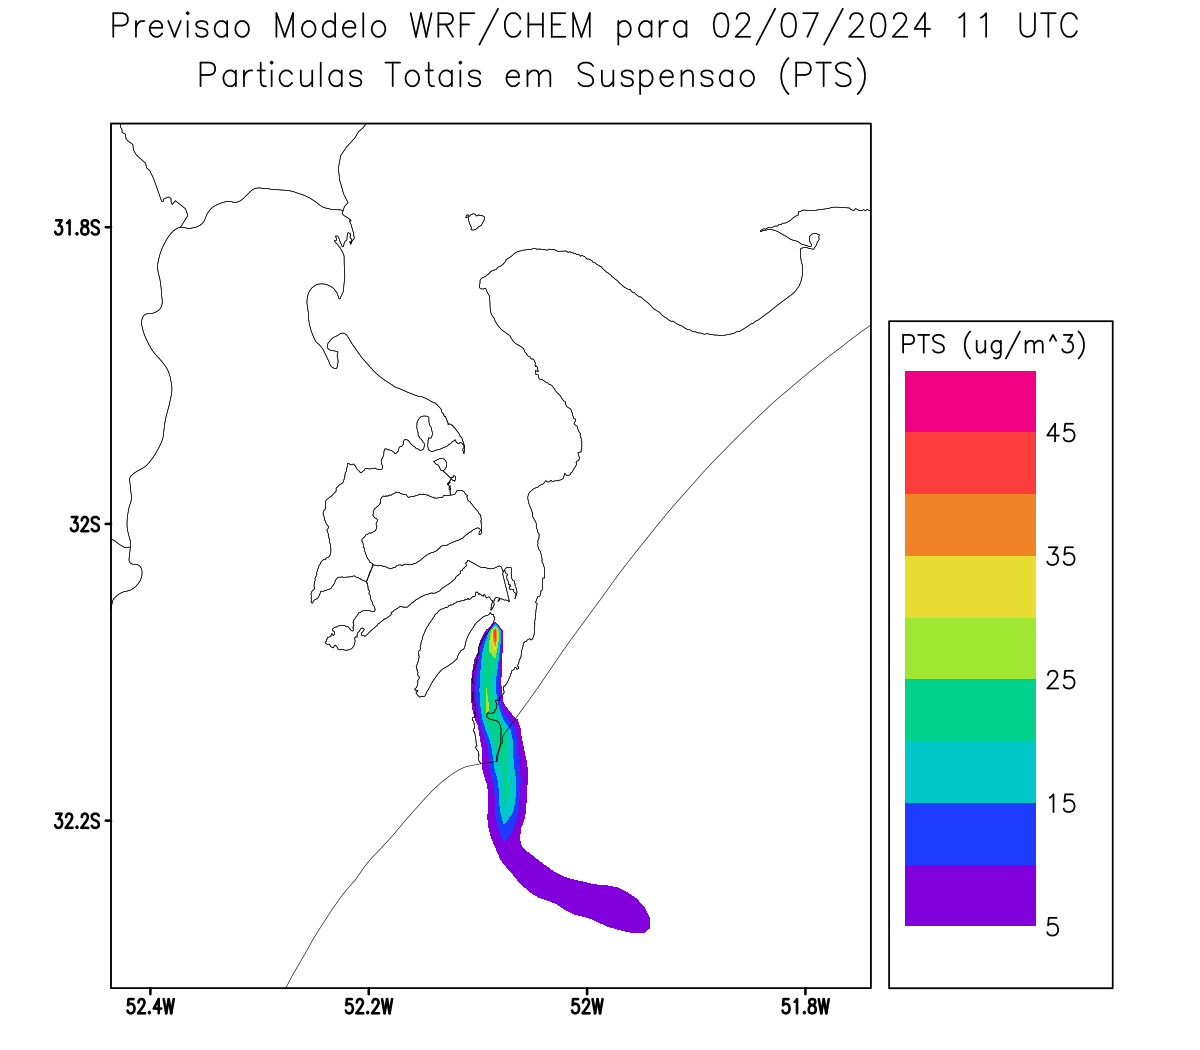 Previsao Modelo WRF/CHEM para 02/07/2024 11 UTC
Particulas Totais em Suspensao (PTS)
31.8S
32S
32.2S
52.4W
52.2W
52W
51.8W
PTS (ug/m^3)
45
35
25
15
5